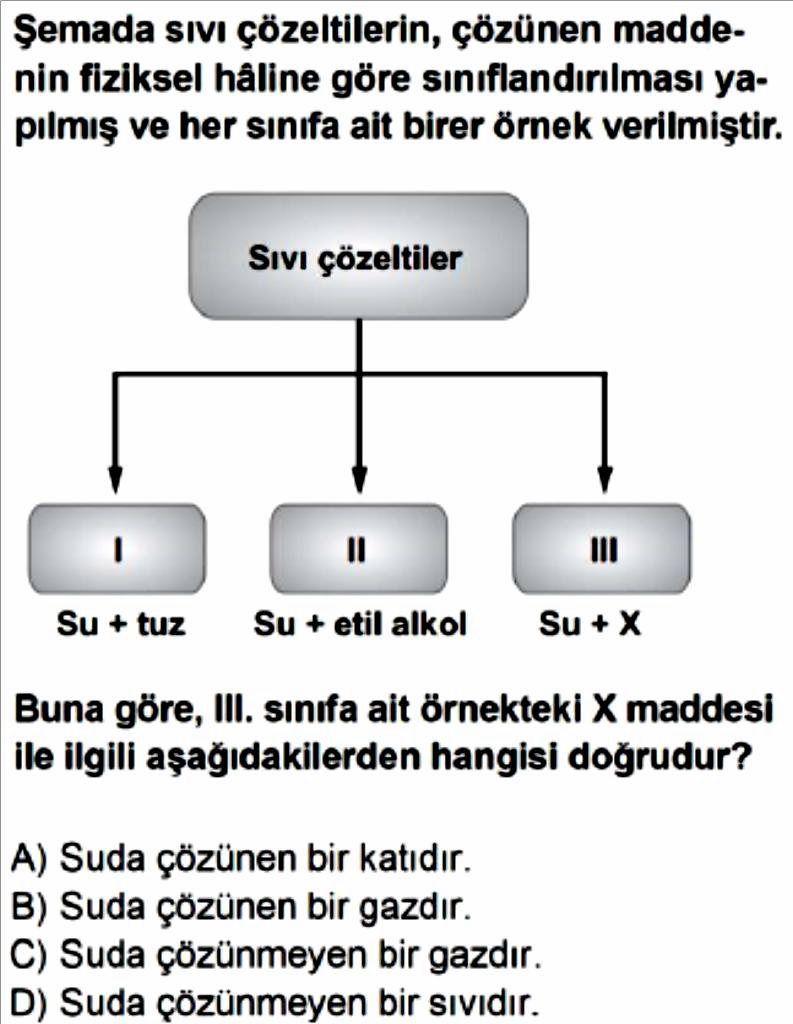 Şemada sıvı çözeltilerin, çözünen madde-
nin fiziksel hâline göre sınıflandırılması ya-
pılmış ve her sınıfa ait birer örnek verilmiştir.
Sıvı çözeltiler
I
II
III
Su + tuz
Su + etil alkol
Su + X
Buna göre, III. sınıfa ait örnekteki X maddesi
ile ilgili aşağıdakilerden hangisi doğrudur?
A) Suda çözünen bir katıdır.
B) Suda çözünen bir gazdır.
C) Suda çözünmeyen bir gazdır.
D) Suda çözünmeyen bir sıvıdır.